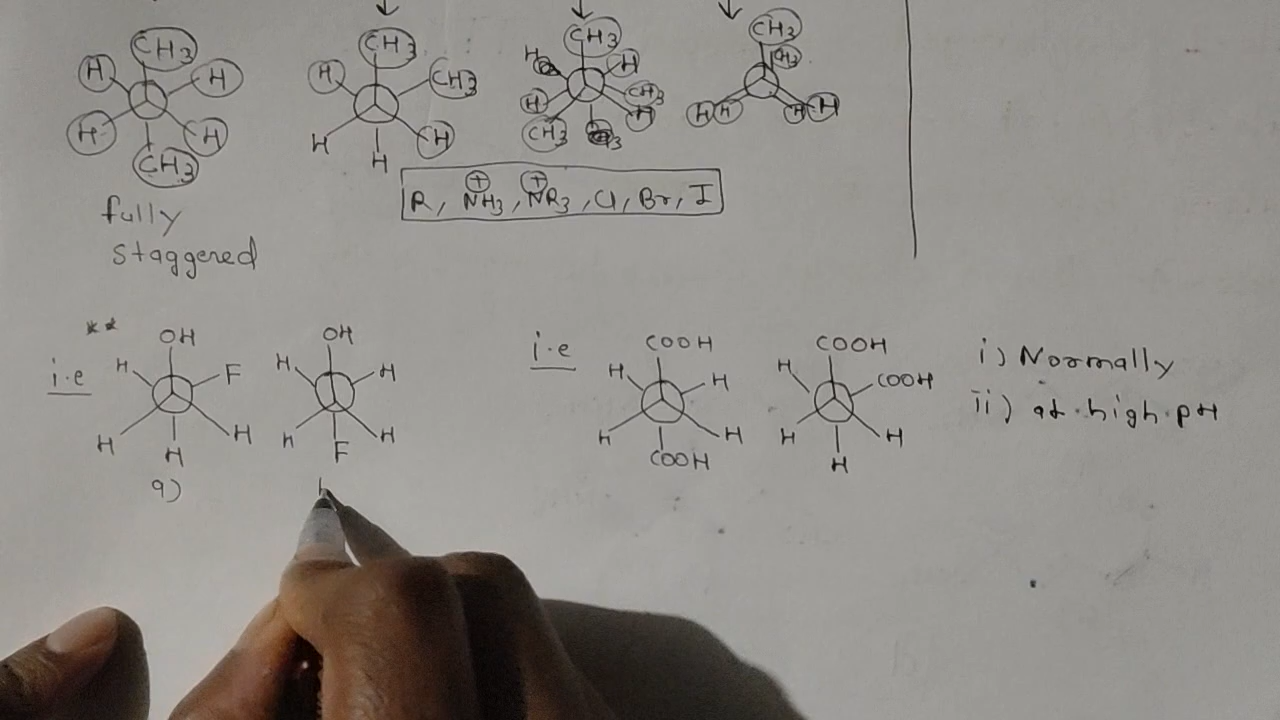 CH3 CH3 CH3 CH3
H H H CH3 H H CH3
H H H H CH3 H H H H H
CH3 H CH3
fully
staggered
R, NH3, NR3, Cl, Br, I
** OH OH COOH COOH
i.e H F H H i.e H H H COOH i) Normally
H H H H H H H H ii) at high pH
H F COOH H
a)